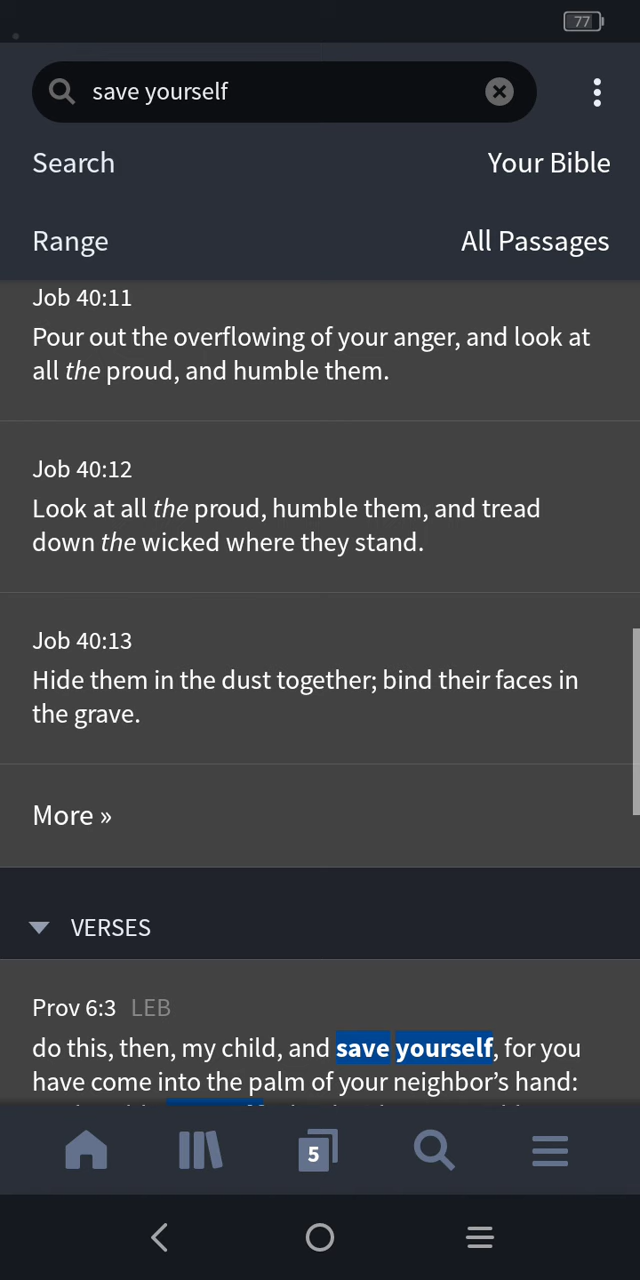 77
save yourself
Search Your Bible
Range All Passages
Job 40:11
Pour out the overflowing of your anger, and look at
all the proud, and humble them.
Job 40:12
Look at all the proud, humble them, and tread
down the wicked where they stand.
Job 40:13
Hide them in the dust together; bind their faces in
the grave.
More »
VERSES
Prov 6:3 LEB
do this, then, my child, and save yourself, for you
have come into the palm of your neighbor’s hand:
5